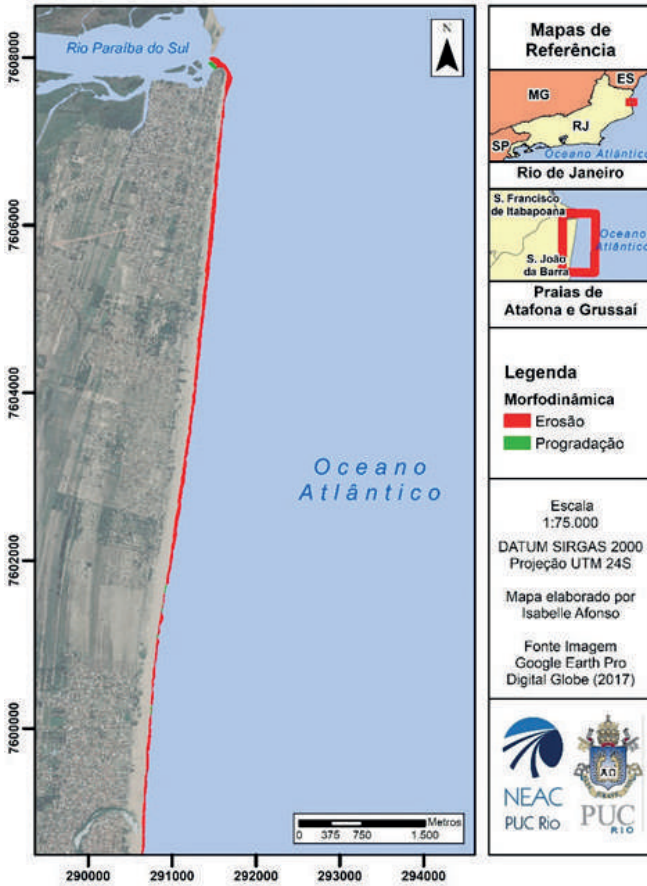 7608000
7606000
7604000
7602000
7600000
Rio Paraíba do Sul
N
Oceano
Atlântico
Metros
0 375 750 1.500
290000 291000 292000 293000 294000
Mapas de
Referência
ES
MG
RJ
SP
Oceano Atlântico
Rio de Janeiro
S. Francisco
de Itabapoana
Oceano
Atlântico
S. João
da Barra
Praias de
Atafona e Grussaí
Legenda
Morfodinâmica
Erosão
Progradação
Escala
1:75.000
DATUM SIRGAS 2000
Projeção UTM 24S
Mapa elaborado por
Isabelle Afonso
Fonte Imagem
Google Earth Pro
Digital Globe (2017)
NEAC
PUC Rio
ΑΩ
PUC
RIO